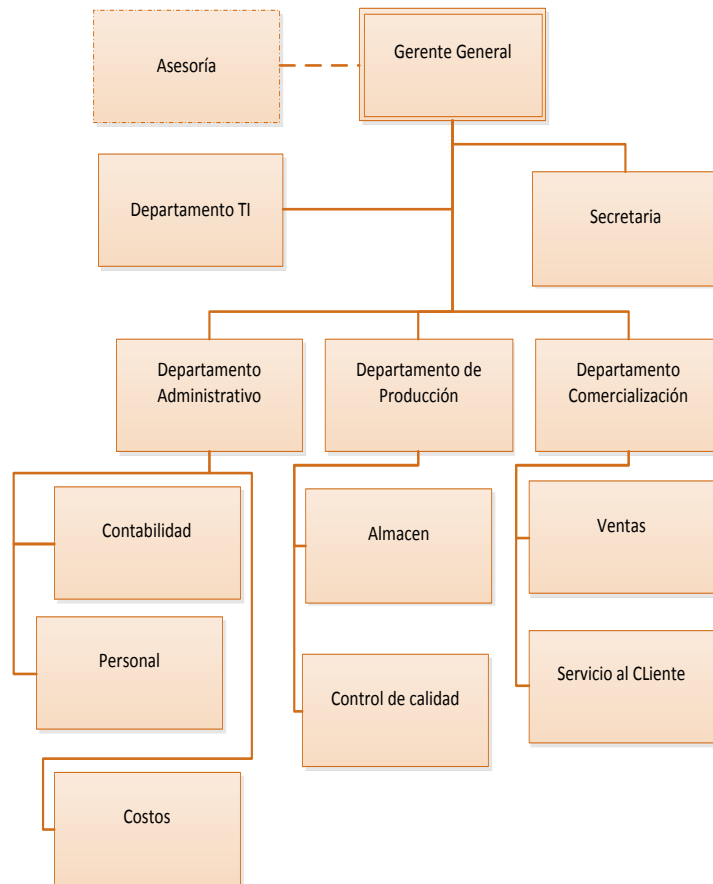 Asesoría
Gerente General
Departamento TI
Secretaria
Departamento
Administrativo
Departamento de
Producción
Departamento
Comercialización
Contabilidad
Almacen
Ventas
Personal
Control de calidad
Servicio al CLiente
Costos